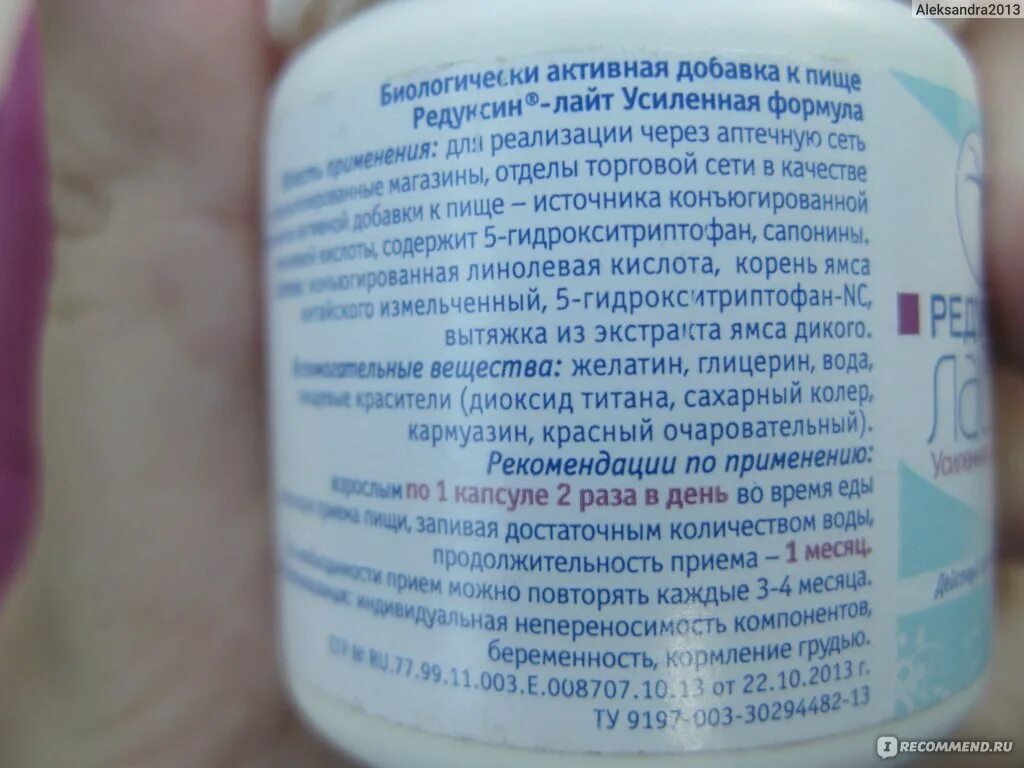 Aleksandra2013
Биологически активная добавка к пище
Редуксин®-лайт Усиленная формула
применения: для реализации через аптечную сеть
магазины, отделы торговой сети в качестве
добавки к пище – источника конъюгированной
кислоты, содержит 5-гидрокситриптофан, сапонины.
конъюгированная линолевая кислота, корень ямса
измельченный, 5-гидрокситриптофан-NC,
вытяжка из экстракта ямса дикого.
вещества: желатин, глицерин, вода,
красители (диоксид титана, сахарный колер,
кармуазин, красный очаровательный).
Рекомендации по применению:
взрослым по 1 капсуле 2 раза в день во время еды
приема пищи, запивая достаточным количеством воды,
продолжительность приема – 1 месяц.
прием можно повторять каждые 3-4 месяца.
индивидуальная непереносимость компонентов,
беременность, кормление грудью.
RU.77.99.11.003.Е.008707.10.13 от 22.10.2013 г.
ТУ 9197-003-30294482-13
РЕД
Ла
Усилен
Действ
IRECOMMEND.RU